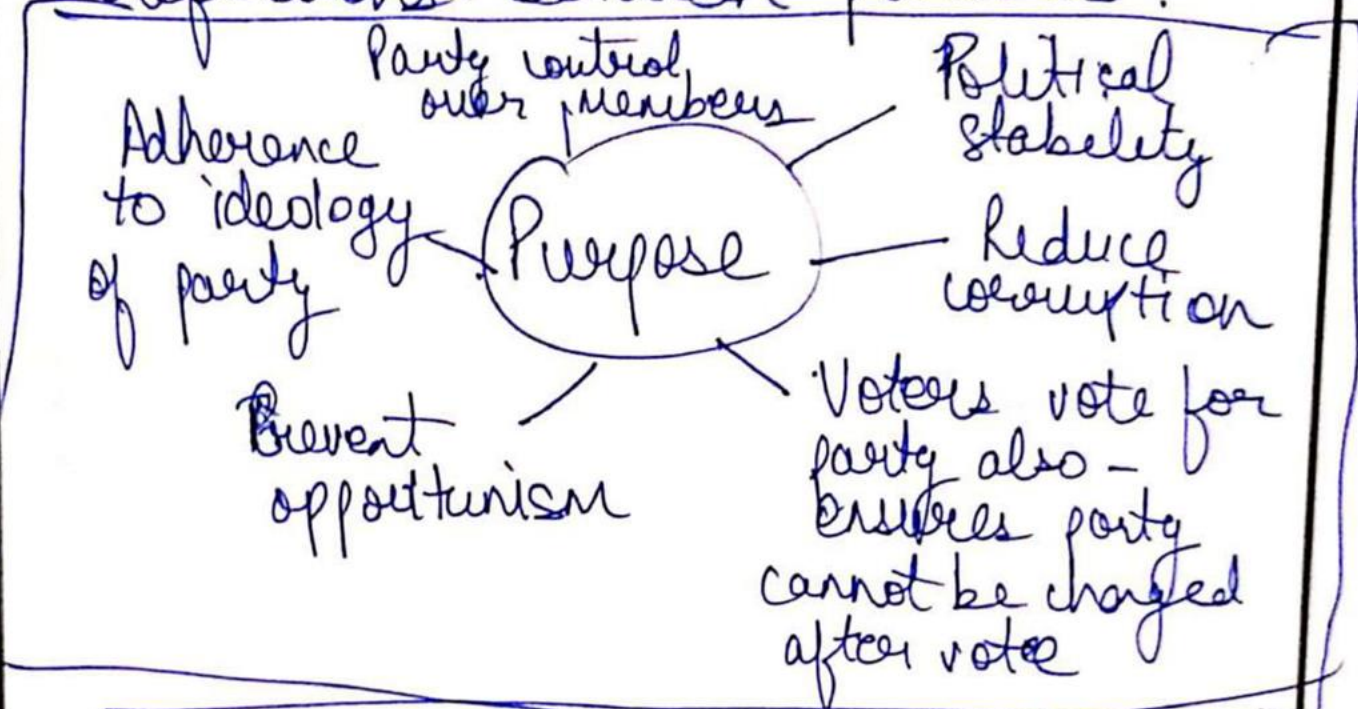 Party control
over members
Political
stability
Adherence
to ideology
of party
Purpose
Reduce
corruption
Prevent
opportunism
Voters vote for
party also –
ensures party
cannot be changed
after vote